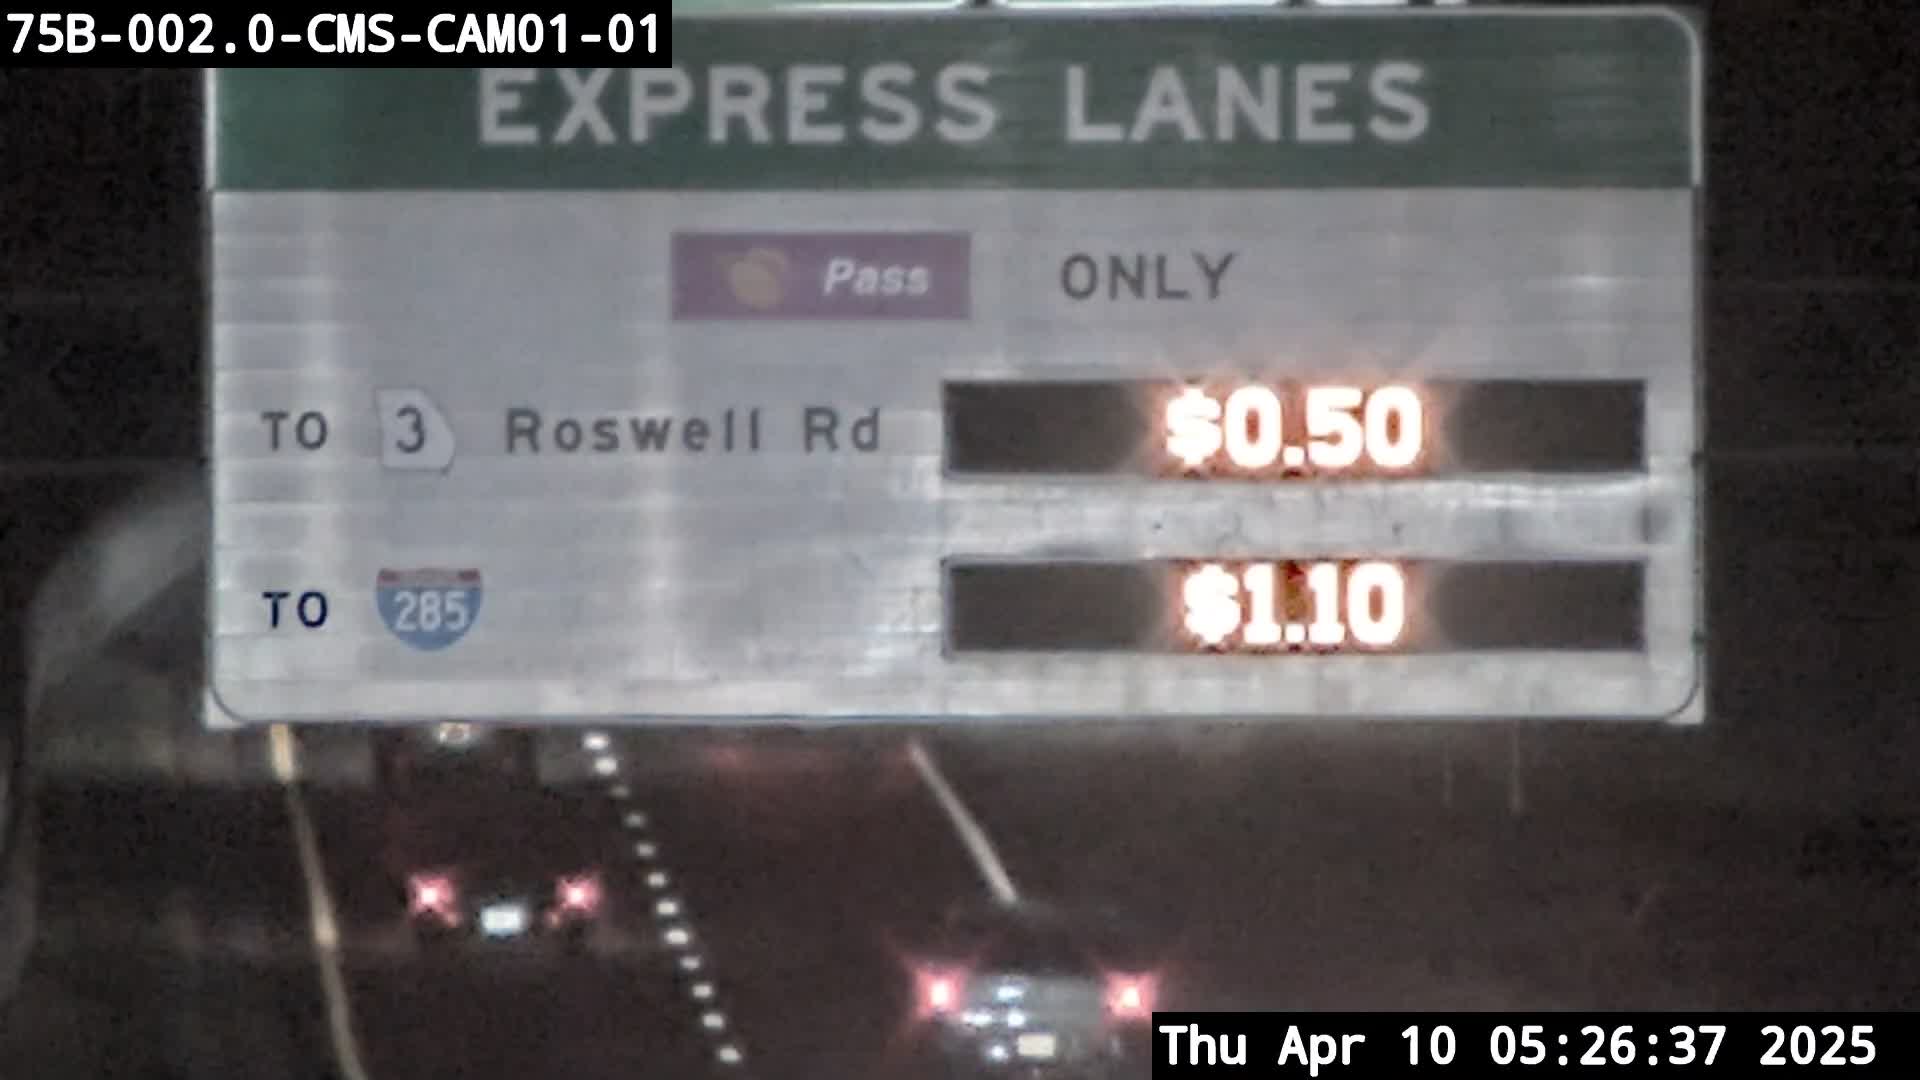 75B-002.0-CMS-CAM01-01
EXPRESS LANES
Pass ONLY
TO 3 Roswell Rd $0.50
TO 285 $1.10
Thu Apr 10 05:26:37 2025